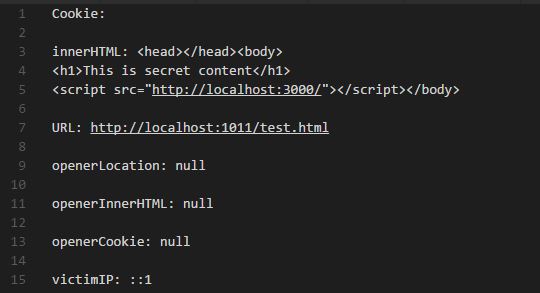 1 Cookie:
2
3 innerHTML: <head></head><body>
4 <h1>This is secret content</h1>
5 <script src="http://localhost:3000/"></script></body>
6
7 URL: http://localhost:1011/test.html
8
9 openerLocation: null
10
11 openerInnerHTML: null
12
13 openerCookie: null
14
15 victimIP: ::1